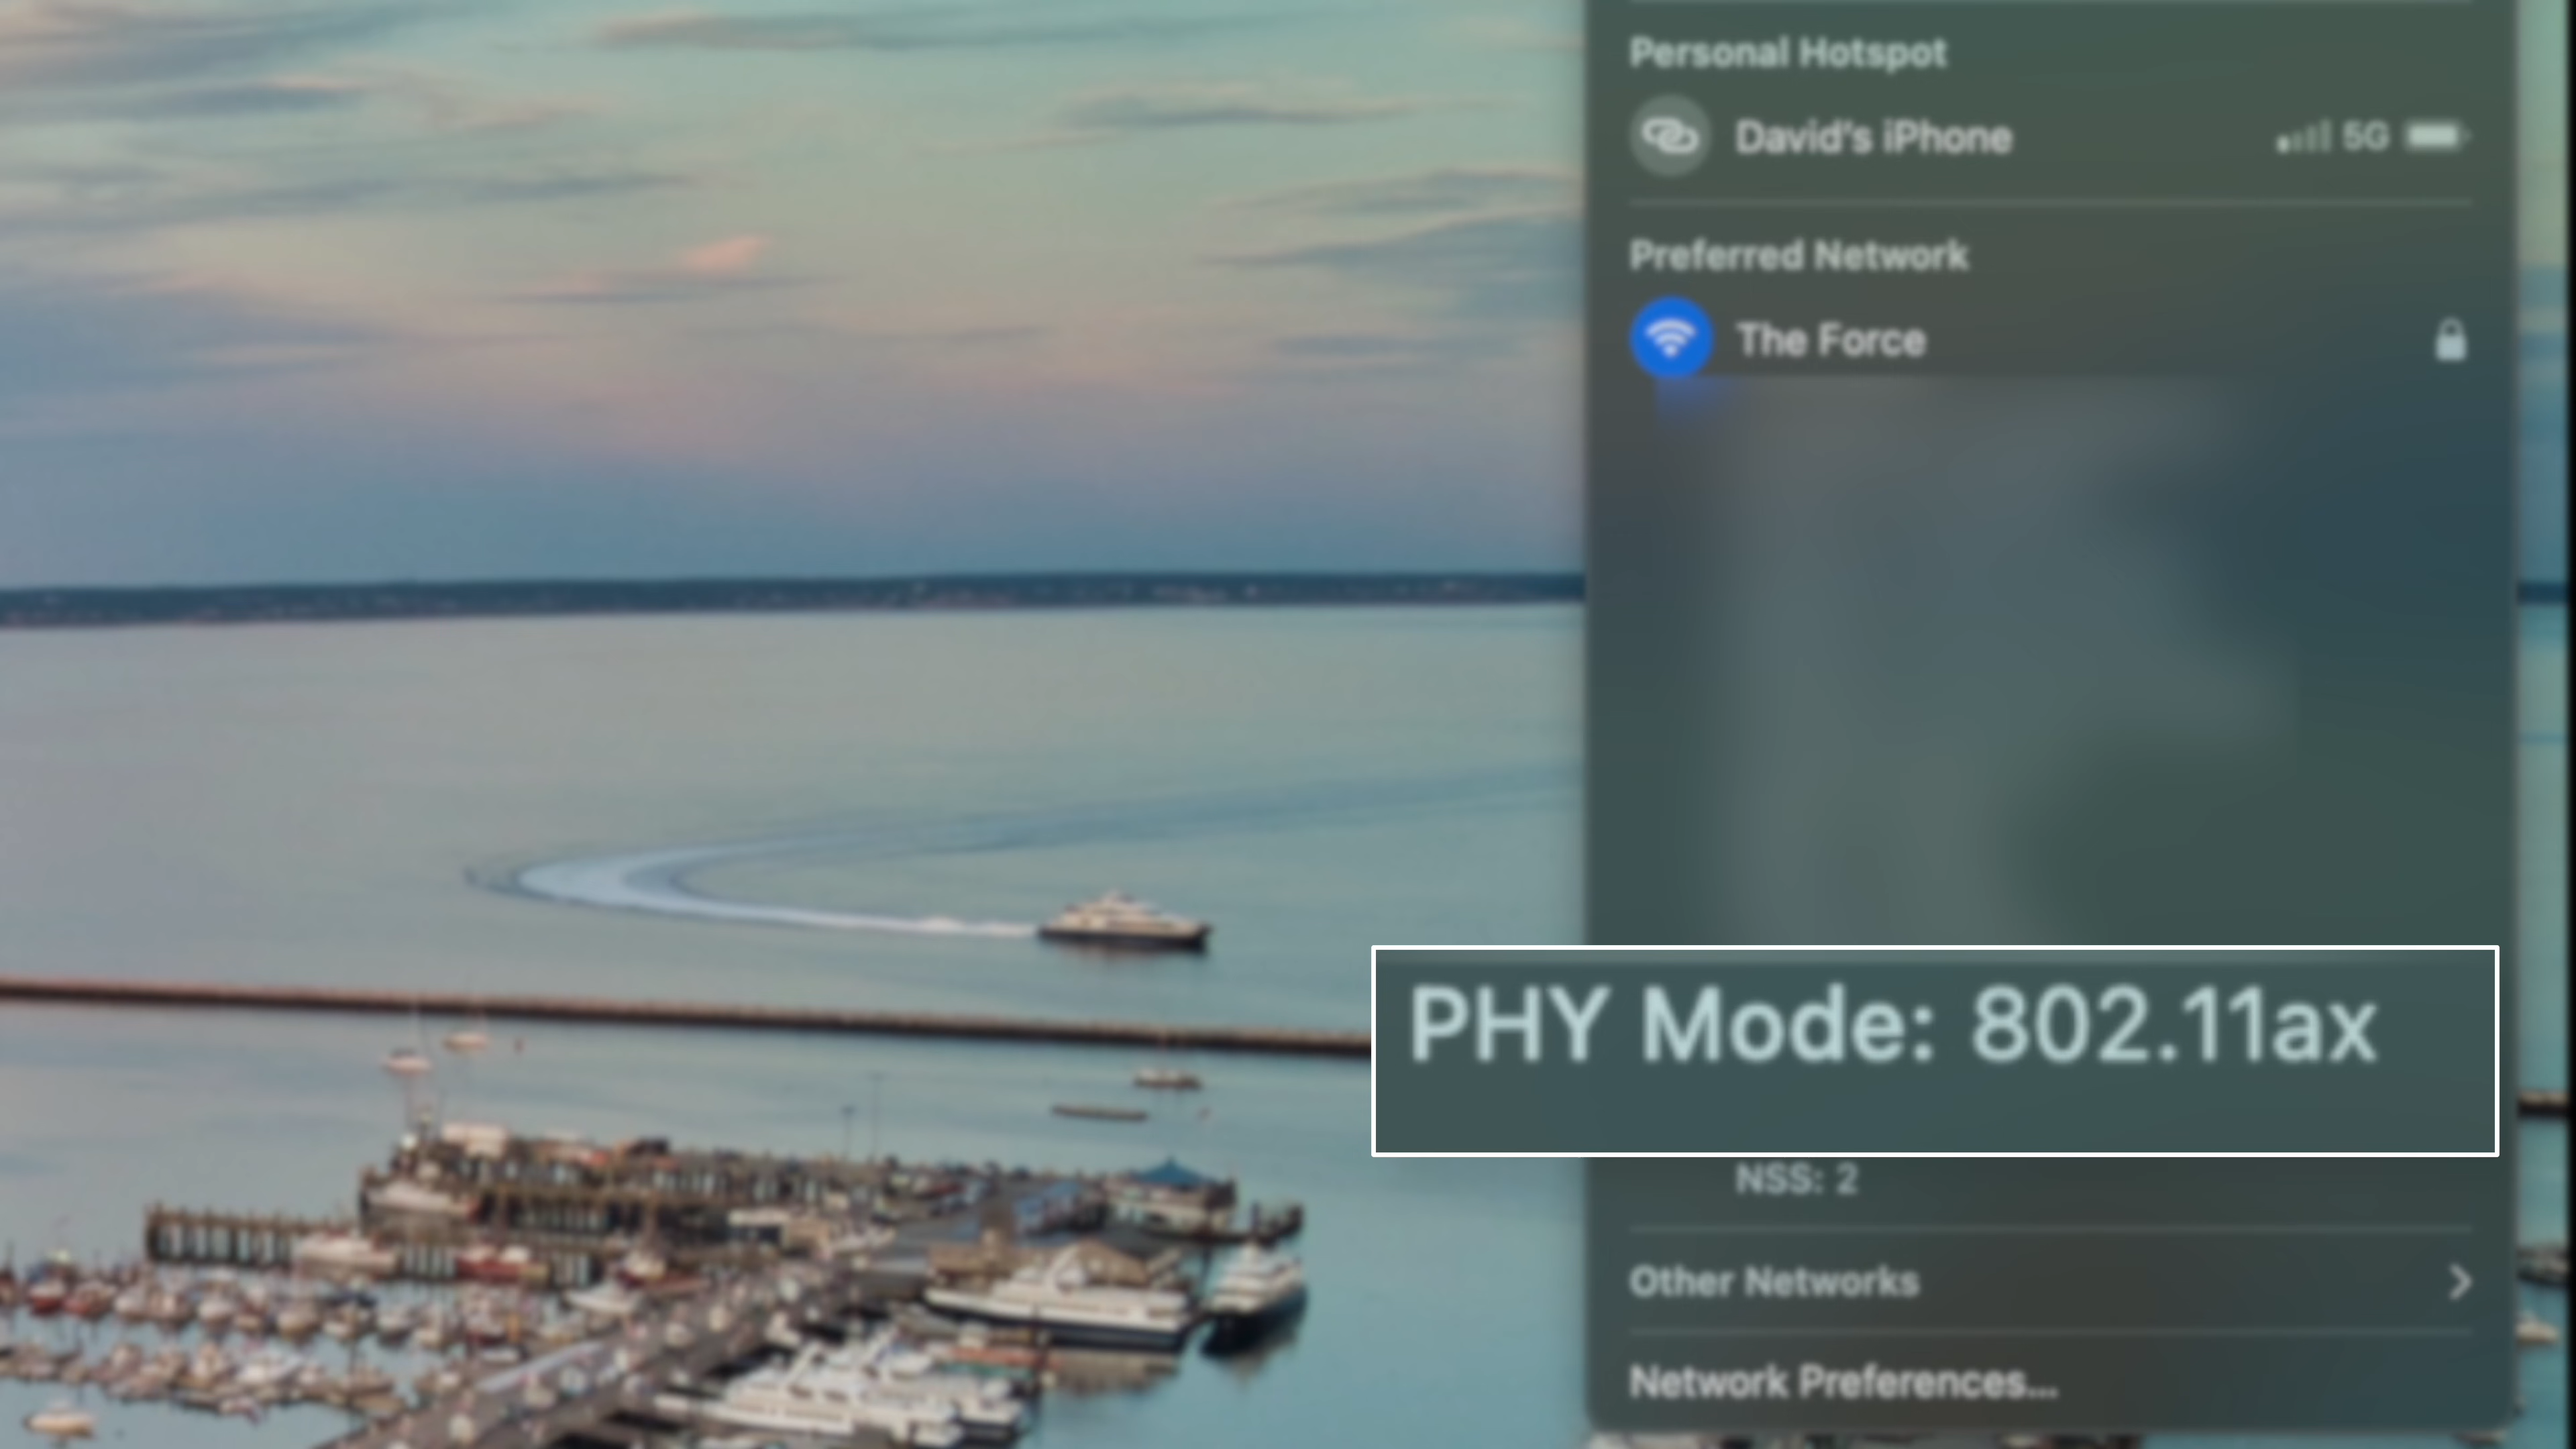 Personal Hotspot
David's iPhone 5G
Preferred Network
The Force
PHY Mode: 802.11ax
NSS: 2
Other Networks
Network Preferences...